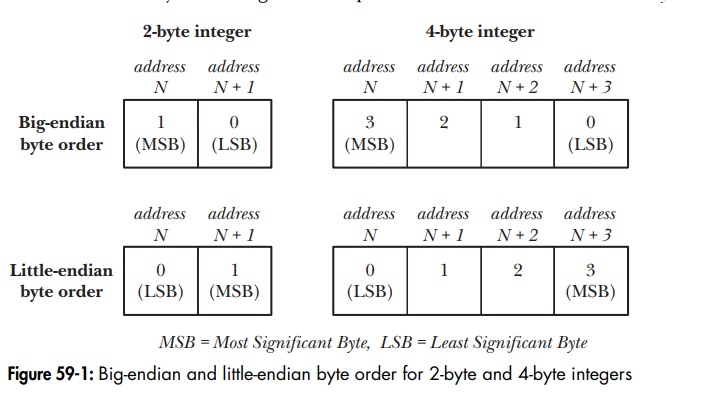 2-byte integer 4-byte integer
address address address address address address
N N + 1 N N + 1 N + 2 N + 3
Big-endian 1 0 3 2 1 0
byte order (MSB) (LSB) (MSB) (LSB)
address address address address address address
N N + 1 N N + 1 N + 2 N + 3
Little-endian 0 1 0 1 2 3
byte order (LSB) (MSB) (LSB) (MSB)
MSB = Most Significant Byte, LSB = Least Significant Byte
Figure 59-1: Big-endian and little-endian byte order for 2-byte and 4-byte integers